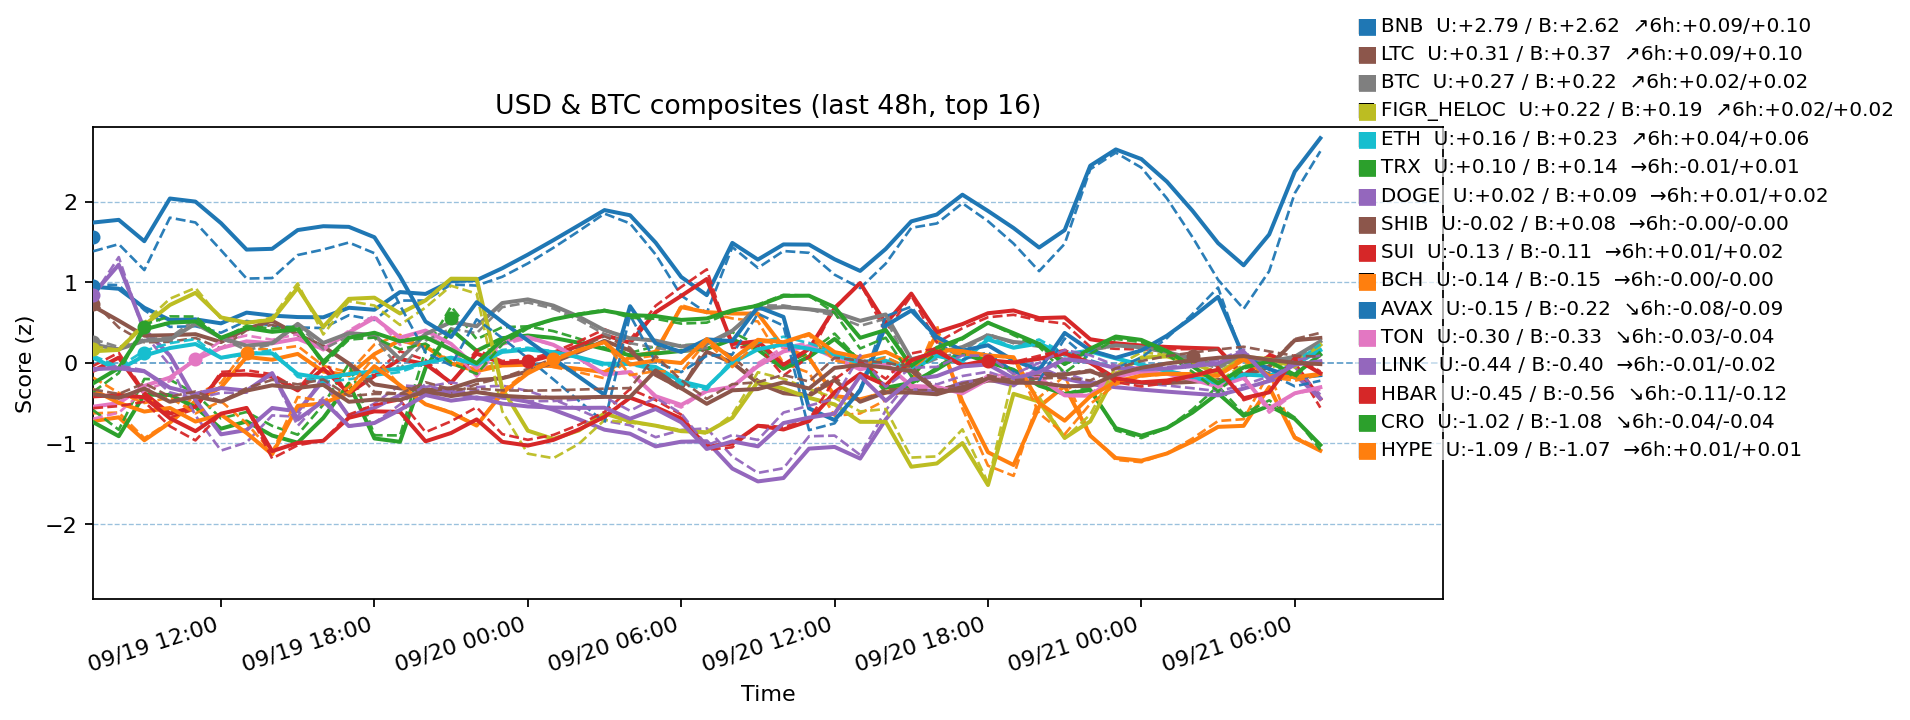 BNB  U:+2.79 / B:+2.62  ↗6h:+0.09/+0.10
LTC  U:+0.31 / B:+0.37  ↗6h:+0.09/+0.10
BTC  U:+0.27 / B:+0.22  ↗6h:+0.02/+0.02
FIGR_HELOC  U:+0.22 / B:+0.19  ↗6h:+0.02/+0.02
ETH  U:+0.16 / B:+0.23  ↗6h:+0.04/+0.06
TRX  U:+0.10 / B:+0.14  →6h:-0.01/+0.01
DOGE  U:+0.02 / B:+0.09  →6h:+0.01/+0.02
SHIB  U:-0.02 / B:+0.08  →6h:-0.00/-0.00
SUI  U:-0.13 / B:-0.11  →6h:+0.01/+0.02
BCH  U:-0.14 / B:-0.15  →6h:-0.00/-0.00
AVAX  U:-0.15 / B:-0.22  ↘6h:-0.08/-0.09
TON  U:-0.30 / B:-0.33  ↘6h:-0.03/-0.04
LINK  U:-0.44 / B:-0.40  →6h:-0.01/-0.02
HBAR  U:-0.45 / B:-0.56  ↘6h:-0.11/-0.12
CRO  U:-1.02 / B:-1.08  ↘6h:-0.04/-0.04
HYPE  U:-1.09 / B:-1.07  →6h:+0.01/+0.01
USD & BTC composites (last 48h, top 16)
Score (z)
2
1
0
−1
−2
09/19 12:00
09/19 18:00
09/20 00:00
09/20 06:00
09/20 12:00
09/20 18:00
09/21 00:00
09/21 06:00
Time